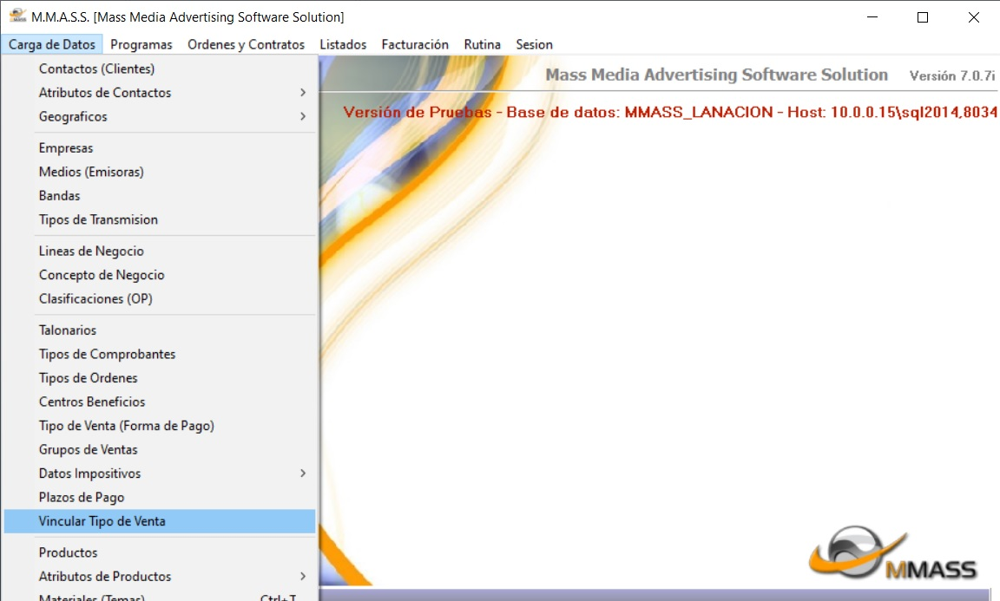 M.M.A.S.S. [Mass Media Advertising Software Solution]
Carga de Datos Programas Ordenes y Contratos Listados Facturación Rutina Sesion
Contactos (Clientes)
Atributos de Contactos
Geograficos
Empresas
Medios (Emisoras)
Bandas
Tipos de Transmision
Lineas de Negocio
Concepto de Negocio
Clasificaciones (OP)
Talonarios
Tipos de Comprobantes
Tipos de Ordenes
Centros Beneficios
Tipo de Venta (Forma de Pago)
Grupos de Ventas
Datos Impositivos
Plazos de Pago
Vincular Tipo de Venta
Productos
Atributos de Productos
Materiales (Temas) Ctrl+T
Mass Media Advertising Software Solution Versión 7.0.7i
Versión de Pruebas - Base de datos: MMASS_LANACION - Host: 10.0.0.15\sql2014,8034
MMASS